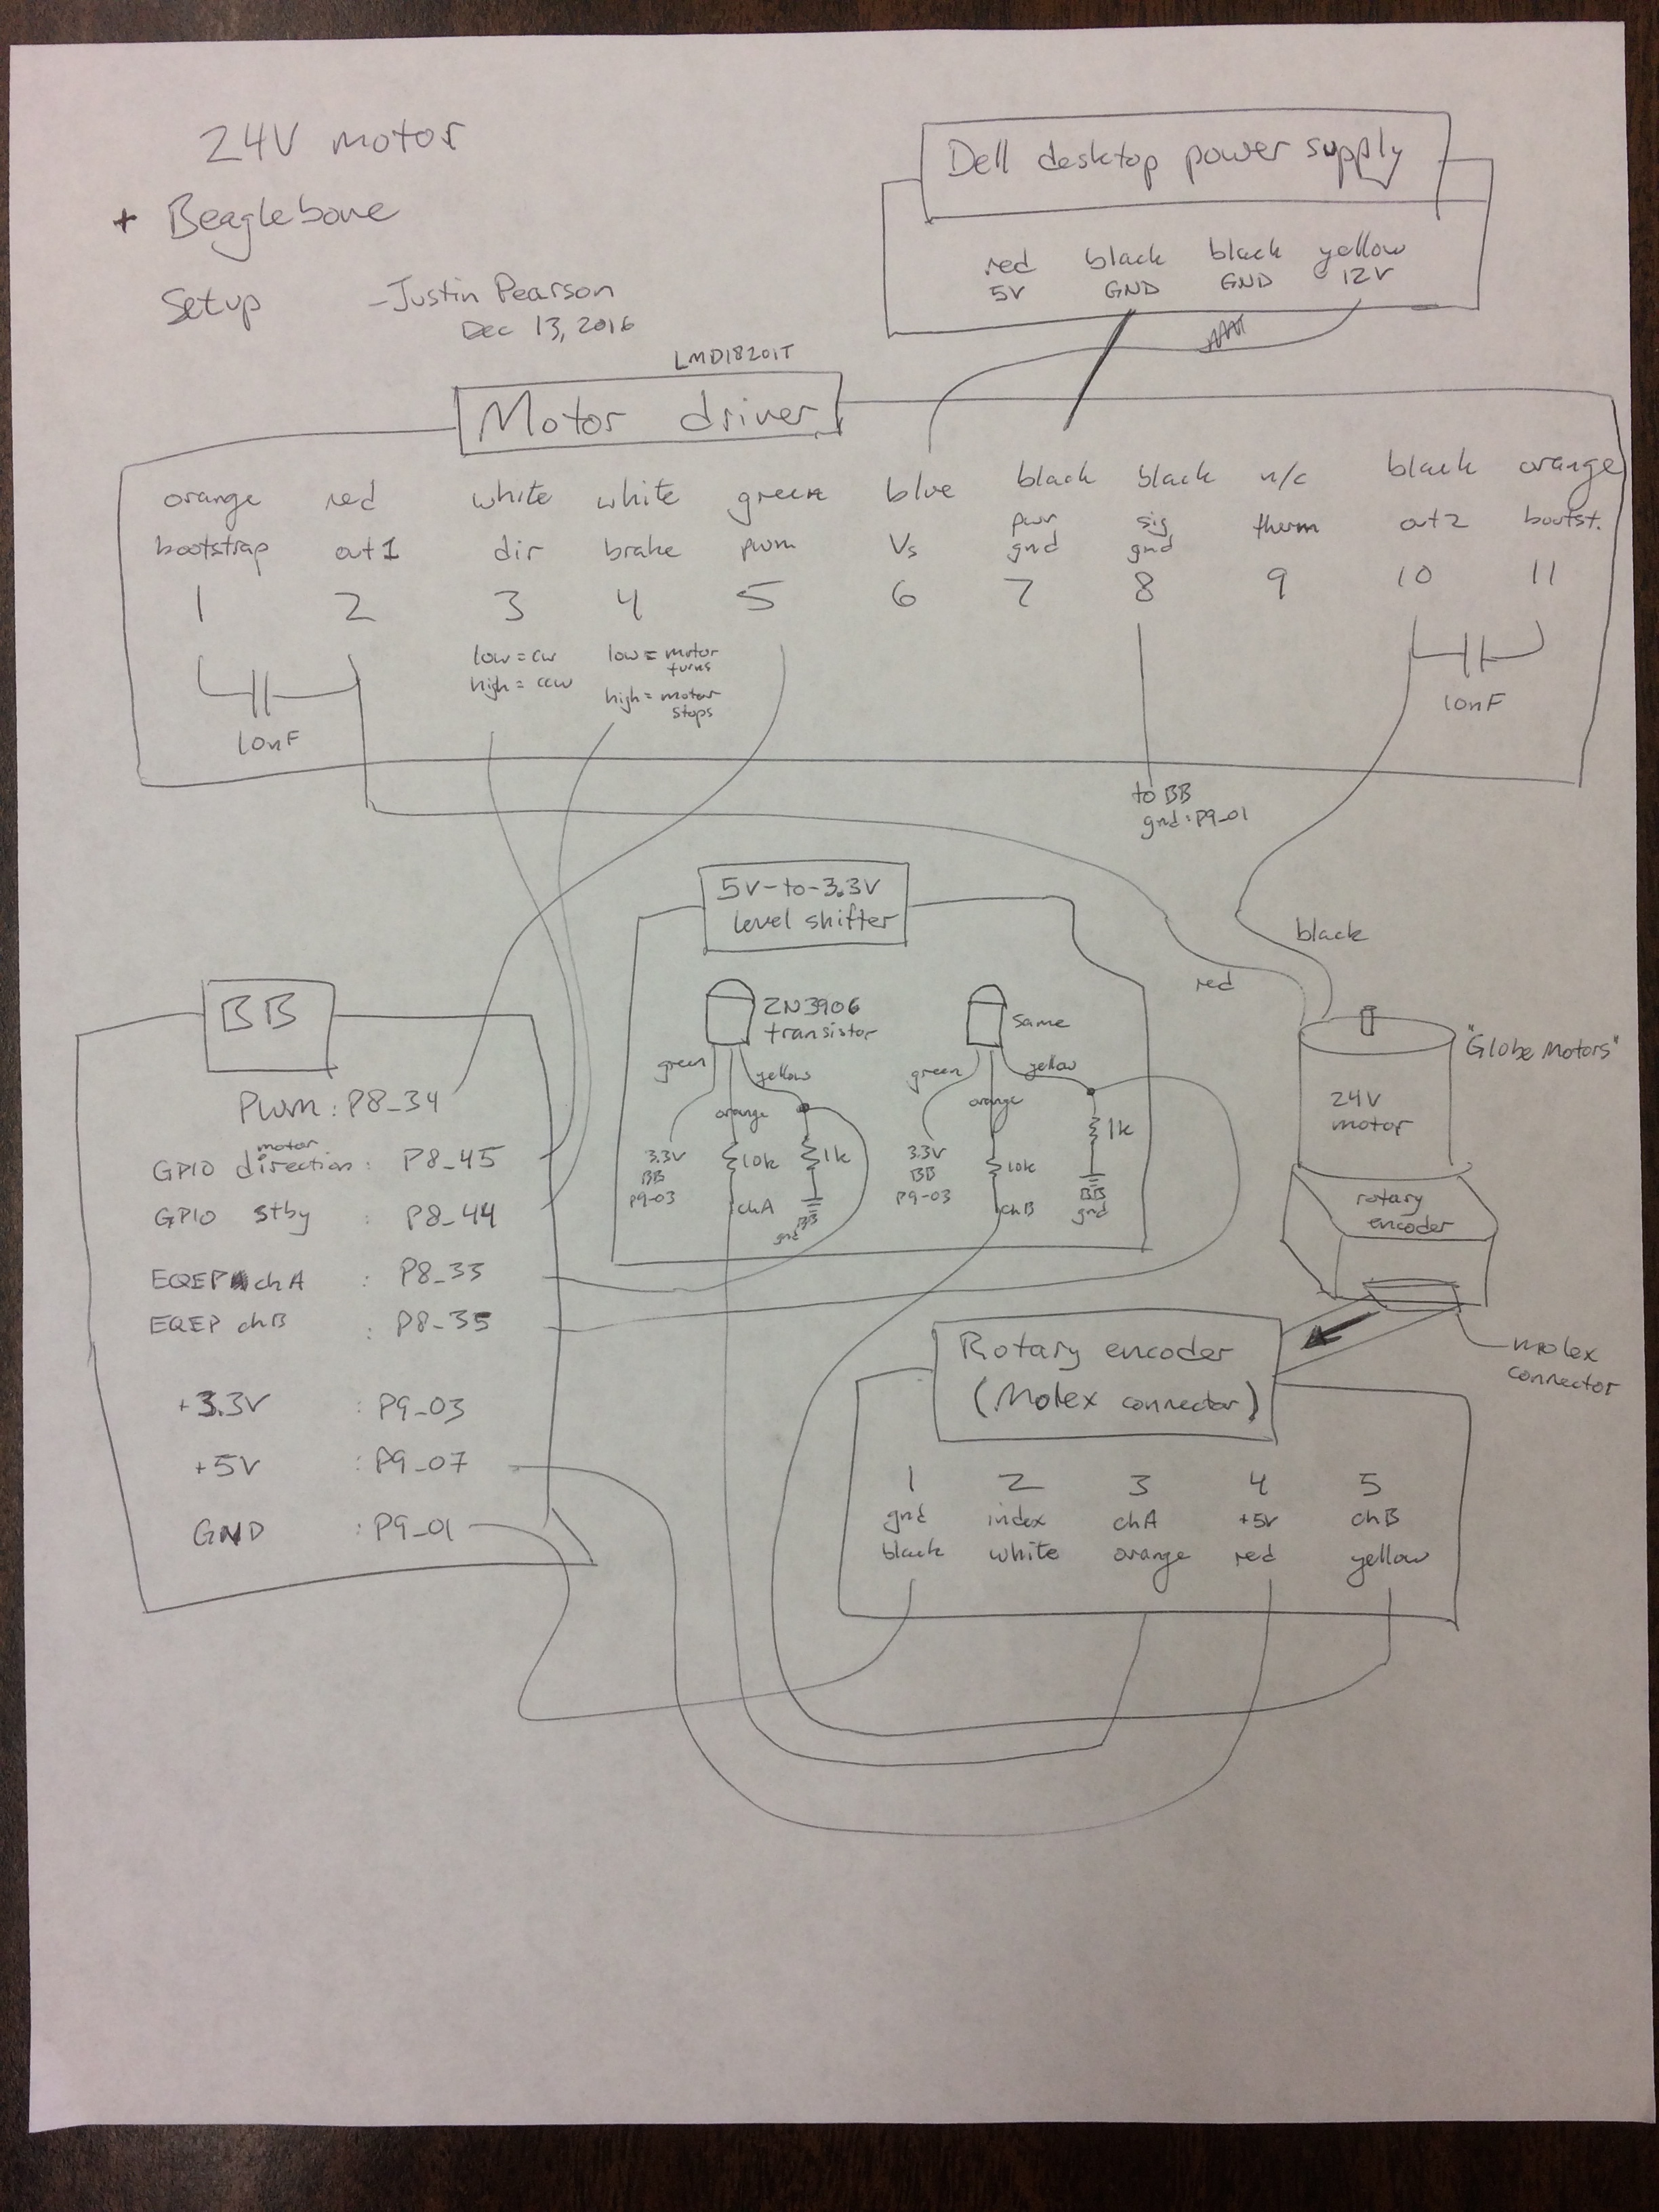 24V motor
+ Beaglebone
Setup
-Justin Pearson
Dec 13, 2016
Dell desktop power supply
red black black yellow
5V GND GND 12V
LMD18201T
Motor driver
orange red white white green blue black black n/c black orange
bootstrap out1 dir brake pwm Vs pwr gnd sig gnd therm out2 bootst.
1 2 3 4 5 6 7 8 9 10 11
low = cw
high = ccw
low = motor
turns
high = motor
stops
10nF
10nF
to BB
gnd: P9_01
5V-to-3.3V
level shifter
black
red
2N3906
transistor
same
green yellow
orange
green yellow
orange
3.3V
BB
P9-03
10k
1k
chA
BB
gnd
3.3V
BB
P9-03
10k
1k
chB
BB
gnd
"Globe Motors"
24V
motor
rotary
encoder
molex
connector
BB
PWM: P8_34
motor
GPIO direction: P8_45
GPIO stby : P8_44
EQEP chA : P8_33
EQEP chB : P8_35
+3.3V : P9_03
+5V : P9_07
GND : P9_01
Rotary encoder
(Molex connector)
1 2 3 4 5
gnd index chA +5V chB
black white orange red yellow